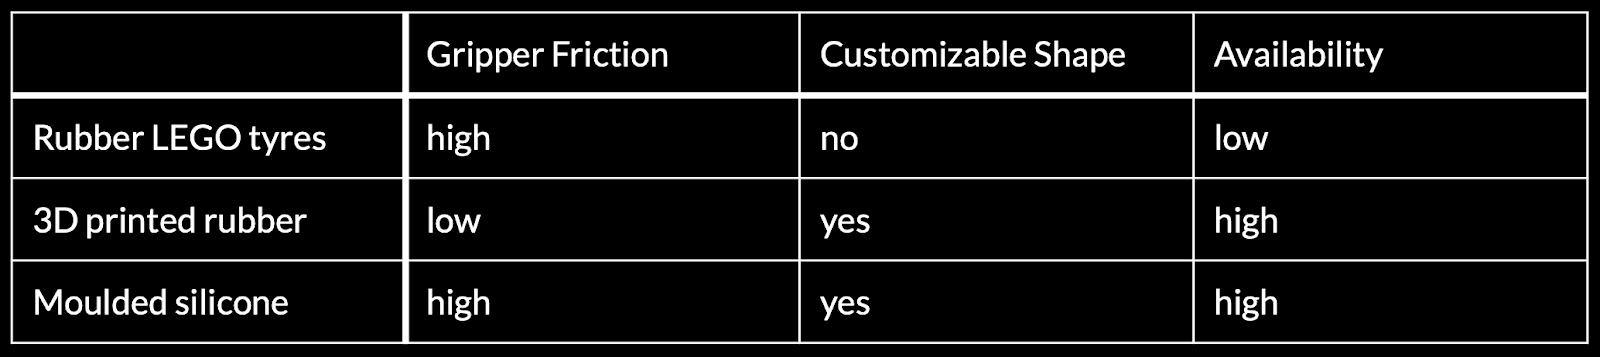 Gripper Friction Customizable Shape Availability
Rubber LEGO tyres high no low
3D printed rubber low yes high
Moulded silicone high yes high